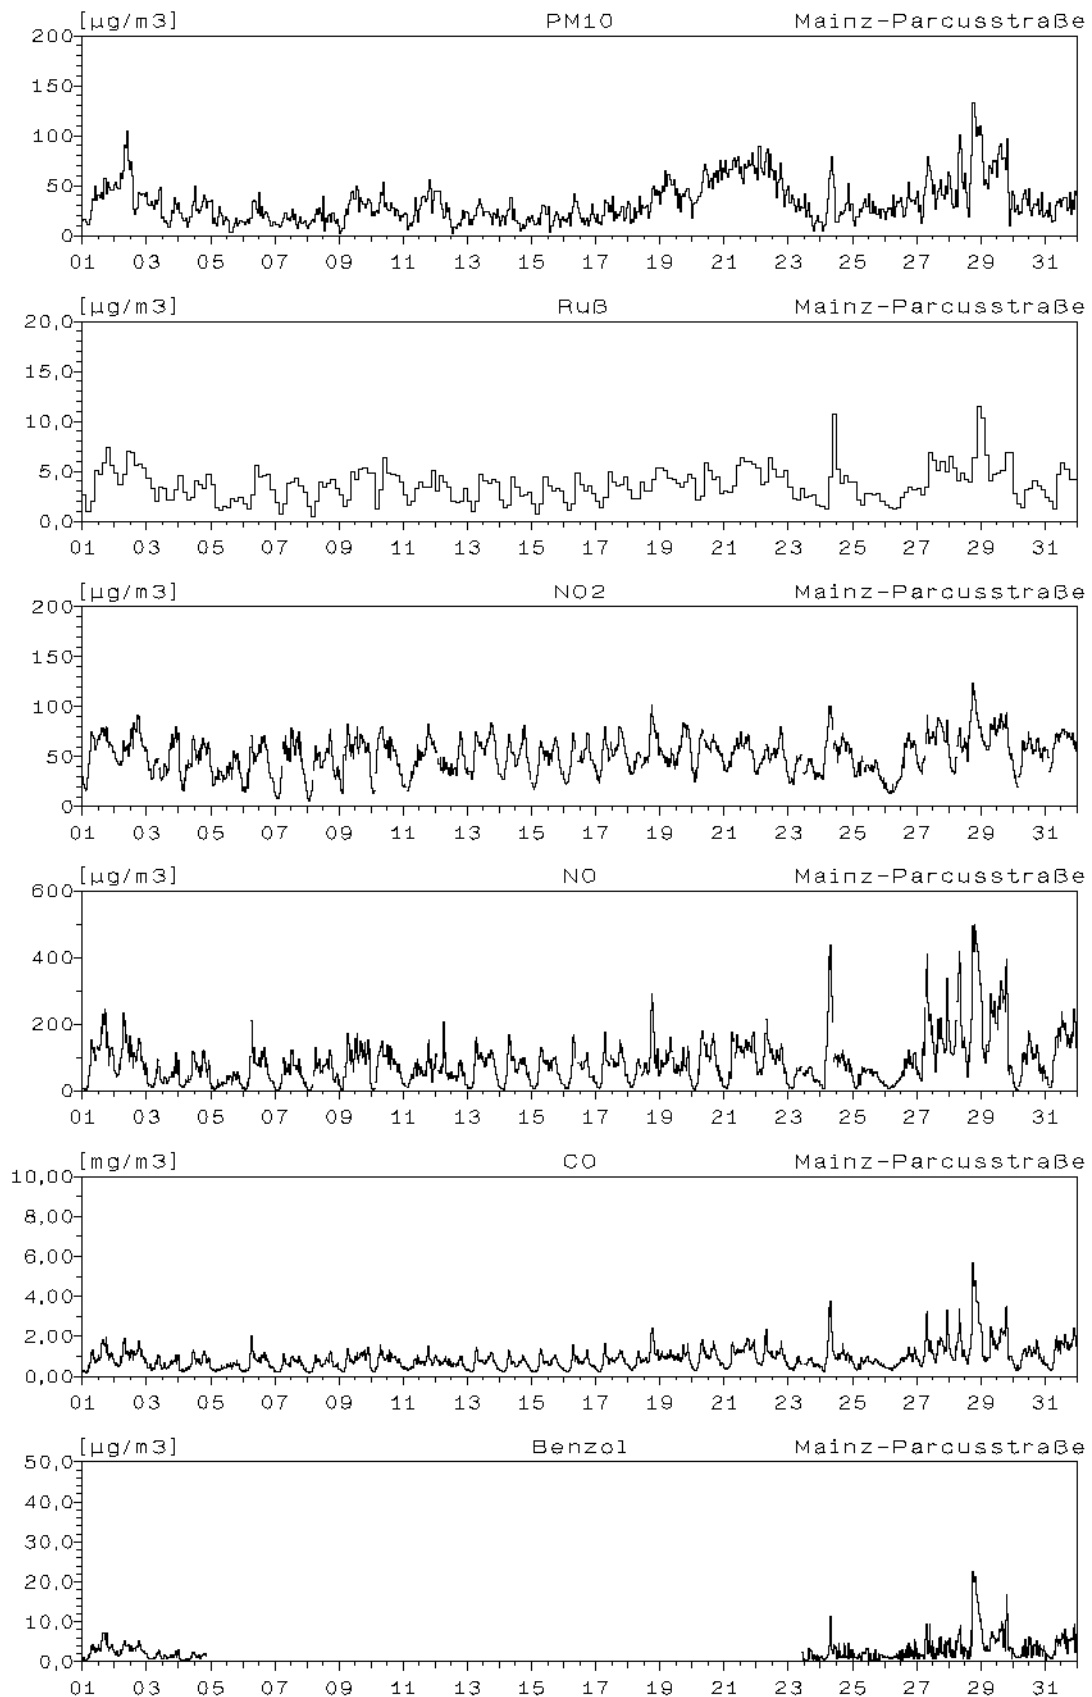 [µg/m3] PM10 Mainz-Parcusstraße
200
150
100
50
0
01 03 05 07 09 11 13 15 17 19 21 23 25 27 29 31
[µg/m3] Ruß Mainz-Parcusstraße
20,0
15,0
10,0
5,0
0,0
01 03 05 07 09 11 13 15 17 19 21 23 25 27 29 31
[µg/m3] NO2 Mainz-Parcusstraße
200
150
100
50
0
01 03 05 07 09 11 13 15 17 19 21 23 25 27 29 31
[µg/m3] NO Mainz-Parcusstraße
600
400
200
0
01 03 05 07 09 11 13 15 17 19 21 23 25 27 29 31
[mg/m3] CO Mainz-Parcusstraße
10,00
8,00
6,00
4,00
2,00
0,00
01 03 05 07 09 11 13 15 17 19 21 23 25 27 29 31
[µg/m3] Benzol Mainz-Parcusstraße
50,0
40,0
30,0
20,0
10,0
0,0
01 03 05 07 09 11 13 15 17 19 21 23 25 27 29 31